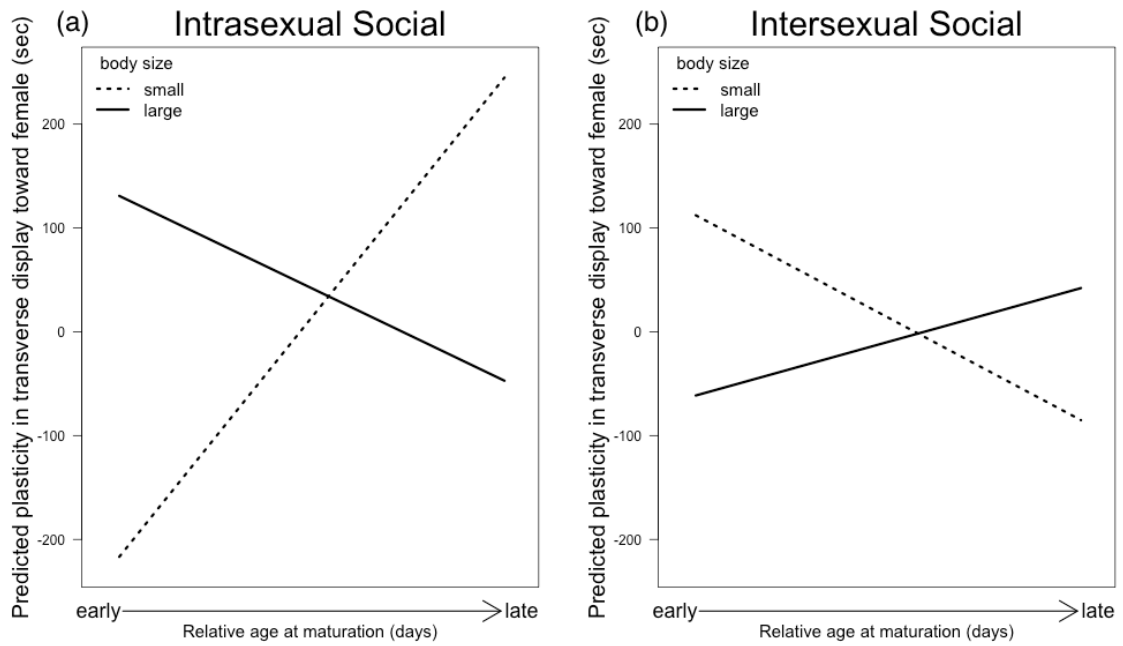 (a) Intrasexual Social
Predicted plasticity in transverse display toward female (sec)
body size
small
large
200
100
0
-100
-200
early late
Relative age at maturation (days)
(b) Intersexual Social
Predicted plasticity in transverse display toward female (sec)
body size
small
large
200
100
0
-100
-200
early late
Relative age at maturation (days)